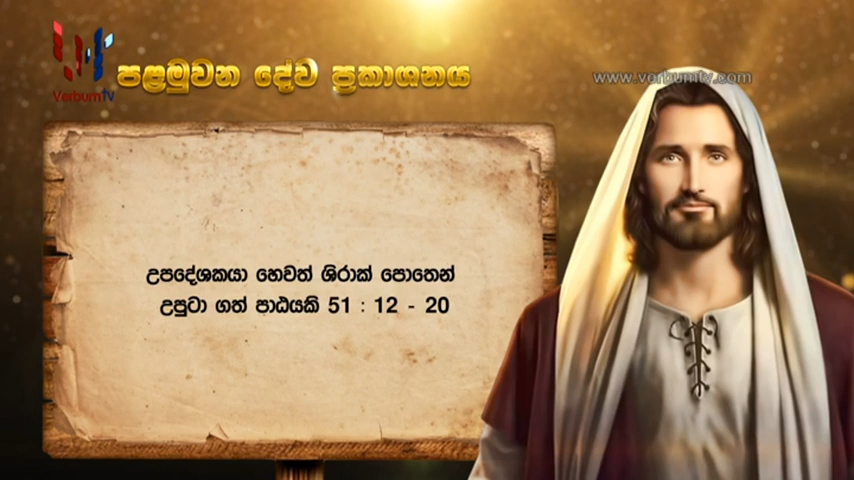 VerbumTV
පළමුවන දේව ප්‍රකාශනය
www.verbumtv.com
උපදේශකයා හෙවත් ශිරාක් පොතෙන්
උපුටා ගත් පාඨයකි 51 : 12 - 20